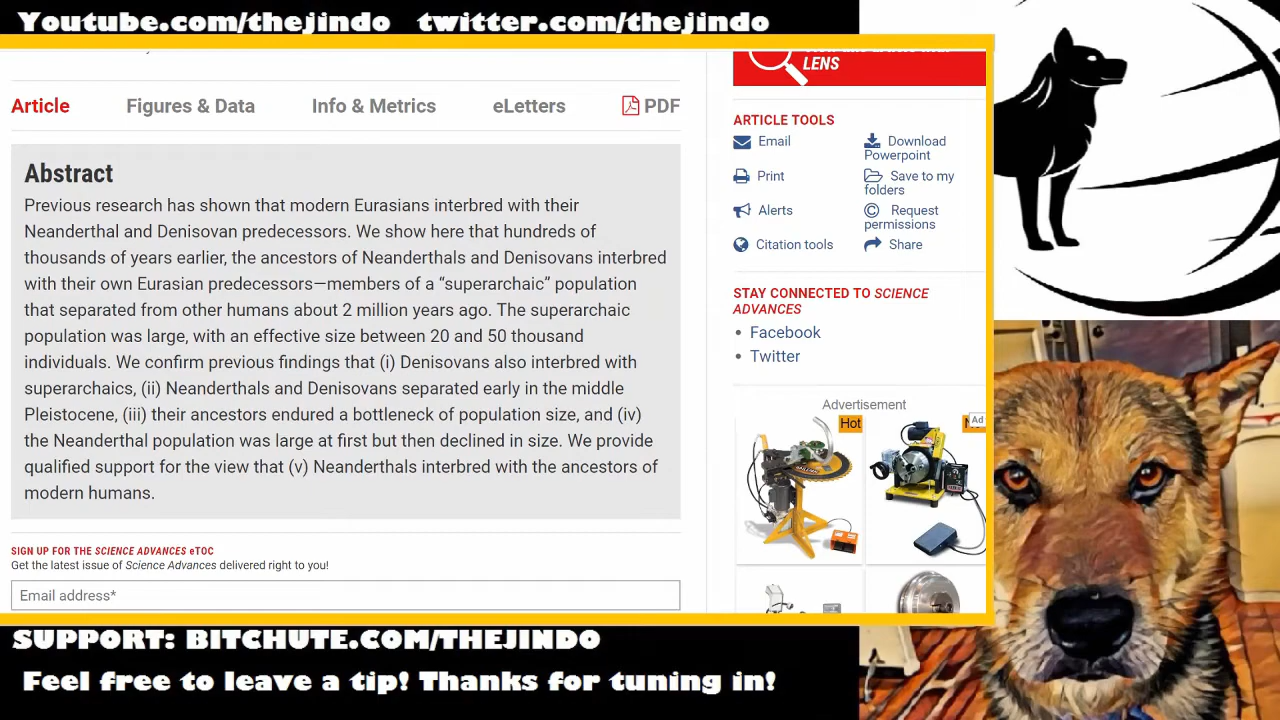 Youtube.com/thejindo twitter.com/thejindo
LENS
Article Figures & Data Info & Metrics eLetters PDF
Abstract
Previous research has shown that modern Eurasians interbred with their
Neanderthal and Denisovan predecessors. We show here that hundreds of
thousands of years earlier, the ancestors of Neanderthals and Denisovans interbred
with their own Eurasian predecessors—members of a “superarchaic” population
that separated from other humans about 2 million years ago. The superarchaic
population was large, with an effective size between 20 and 50 thousand
individuals. We confirm previous findings that (i) Denisovans also interbred with
superarchaics, (ii) Neanderthals and Denisovans separated early in the middle
Pleistocene, (iii) their ancestors endured a bottleneck of population size, and (iv)
the Neanderthal population was large at first but then declined in size. We provide
qualified support for the view that (v) Neanderthals interbred with the ancestors of
modern humans.
SIGN UP FOR THE SCIENCE ADVANCES eTOC
Get the latest issue of Science Advances delivered right to you!
Email address*
ARTICLE TOOLS
Email
Download
Powerpoint
Print
Save to my
folders
Alerts
Request
permissions
Citation tools
Share
STAY CONNECTED TO SCIENCE
ADVANCES
• Facebook
• Twitter
Advertisement
Hot
Ad
SUPPORT: BITCHUTE.COM/THEJINDO
Feel free to leave a tip! Thanks for tuning in!